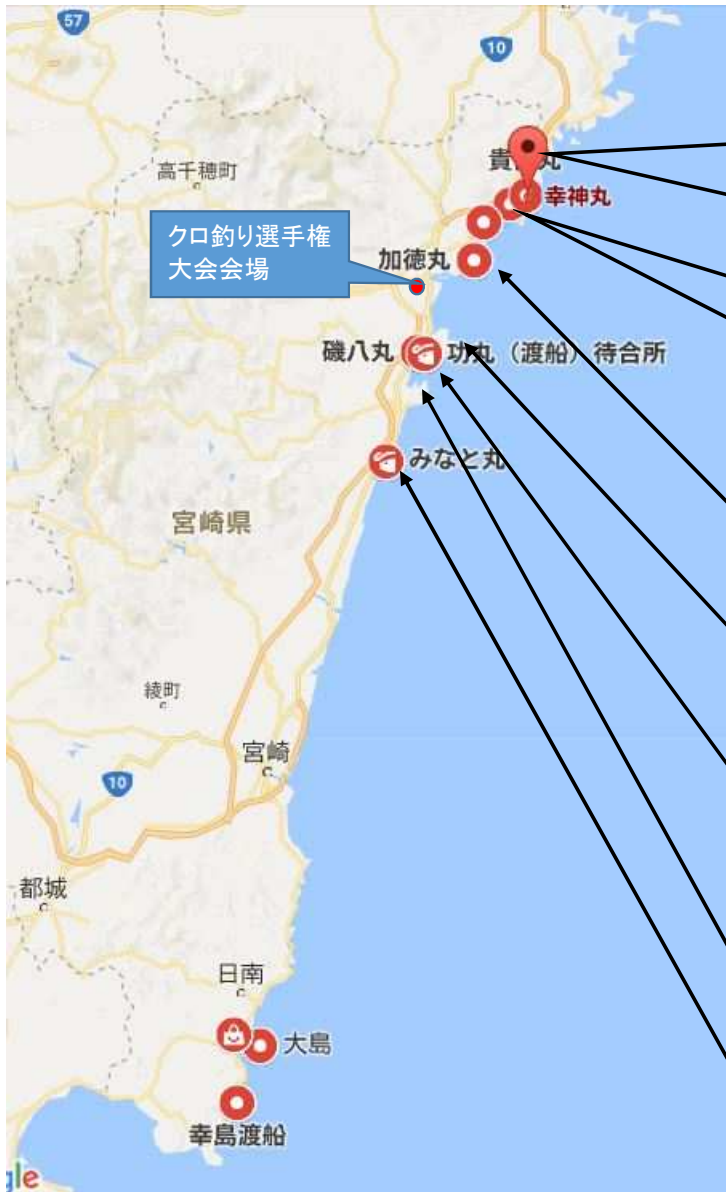 57
10
高千穂町
貴
丸
幸神丸
クロ釣り選手権
大会会場
加徳丸
磯八丸
功丸（渡船）待合所
みなと丸
宮崎県
綾町
宮崎
10
都城
日南
大島
幸島渡船
gle